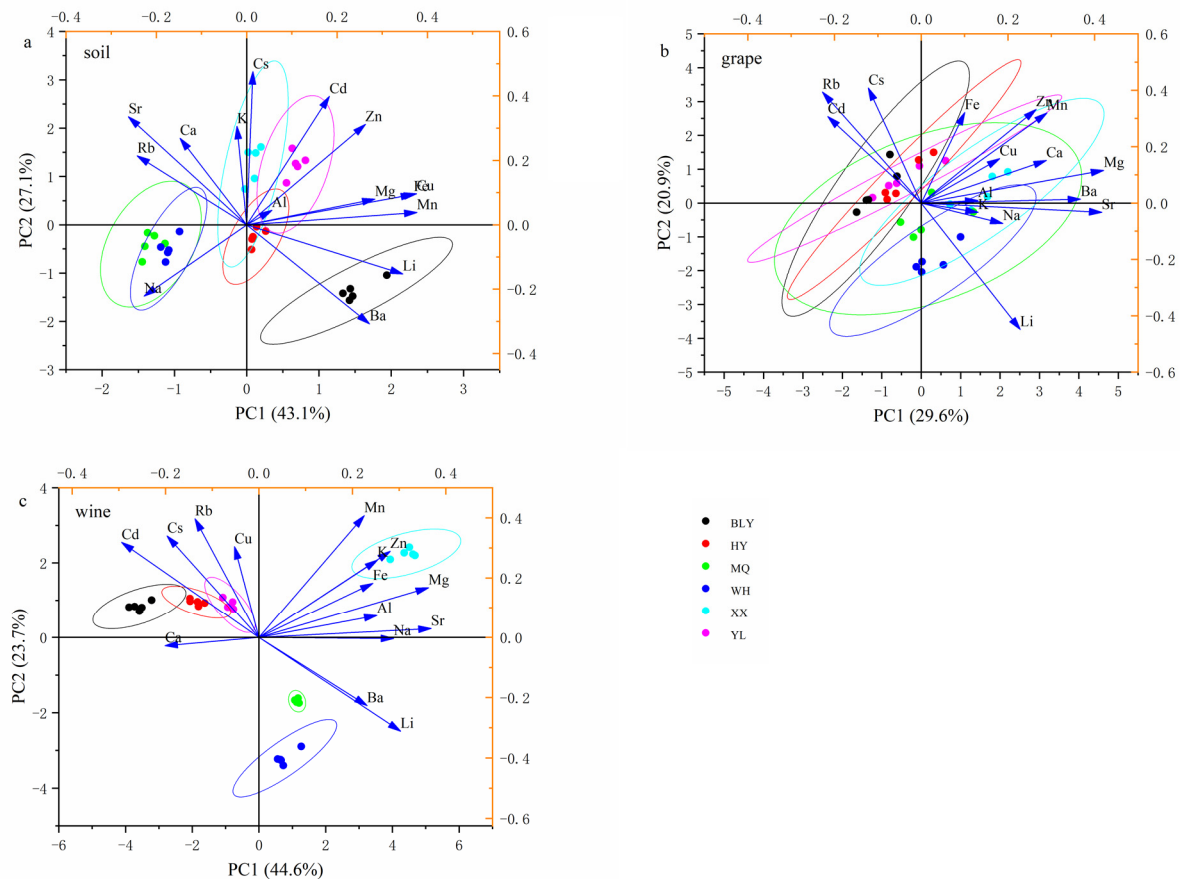 a
soil
-0.4 -0.2 0.0 0.2 0.4
4
3
2
1
0
-1
-2
-3
0.6
0.4
0.2
0.0
-0.2
-0.4
Cs
Cd
Sr
Ca
K
Zn
Rb
Al
Mg
Cu
Fe
Mn
Li
Na
Ba
-2 -1 0 1 2 3
PC1 (43.1%)
PC2 (27.1%)
b
grape
-0.4 -0.2 0.0 0.2 0.4
5
4
3
2
1
0
-1
-2
-3
-4
-5
0.6
0.4
0.2
0.0
-0.2
-0.4
-0.6
Rb
Cs
Cd
Fe
Zn
Mn
Cu
Ca
Mg
Al
Ba
K
Sr
Na
Li
-5 -4 -3 -2 -1 0 1 2 3 4 5
PC1 (29.6%)
PC2 (20.9%)
c
wine
-0.4 -0.2 0.0 0.2 0.4
4
2
0
-2
-4
0.4
0.2
0.0
-0.2
-0.4
-0.6
Cd
Cs
Rb
Cu
Mn
K
Zn
Fe
Mg
Al
Sr
Na
Ca
Ba
Li
-6 -4 -2 0 2 4 6
PC1 (44.6%)
PC2 (23.7%)
BLY
HY
MQ
WH
XX
YL